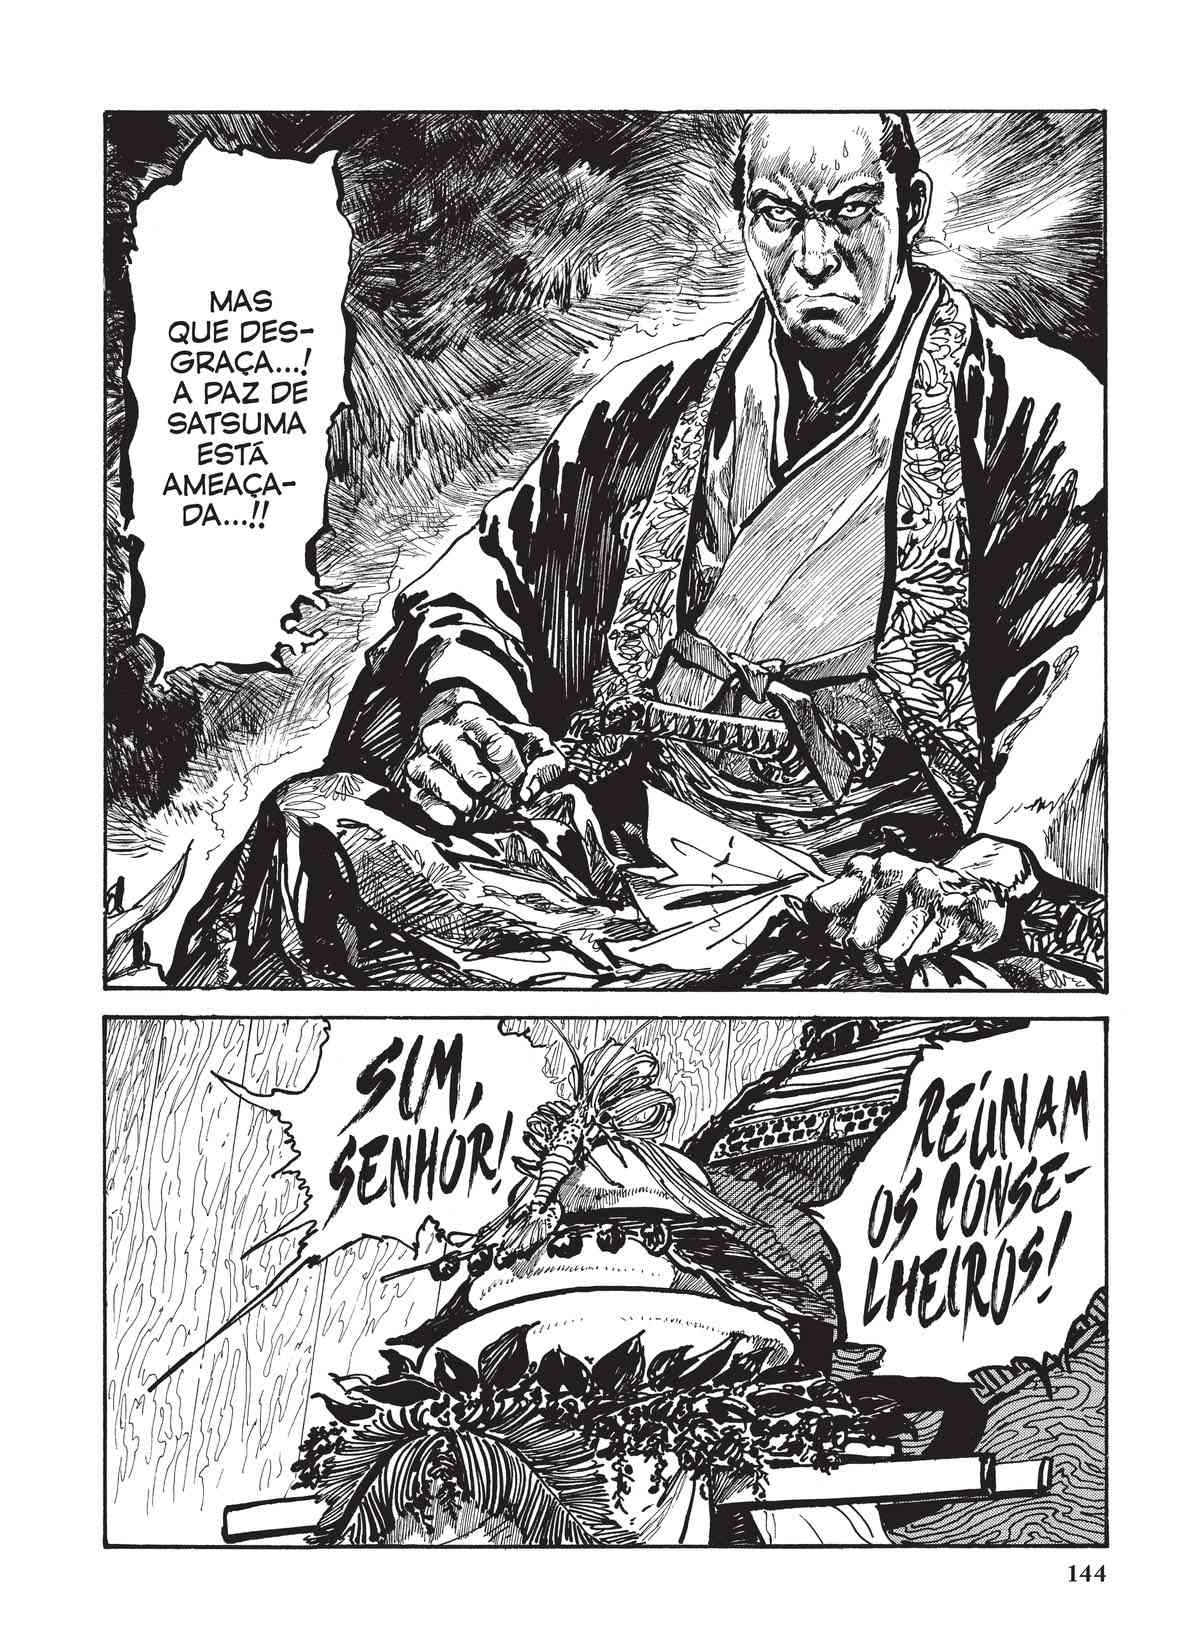 MAS
QUE DES-
GRAÇA...!
A PAZ DE
SATSUMA
ESTÁ
AMEAÇA-
DA...!!
REÚNAM
OS CONSE-
LHEIROS!
SIM,
SENHOR!
144